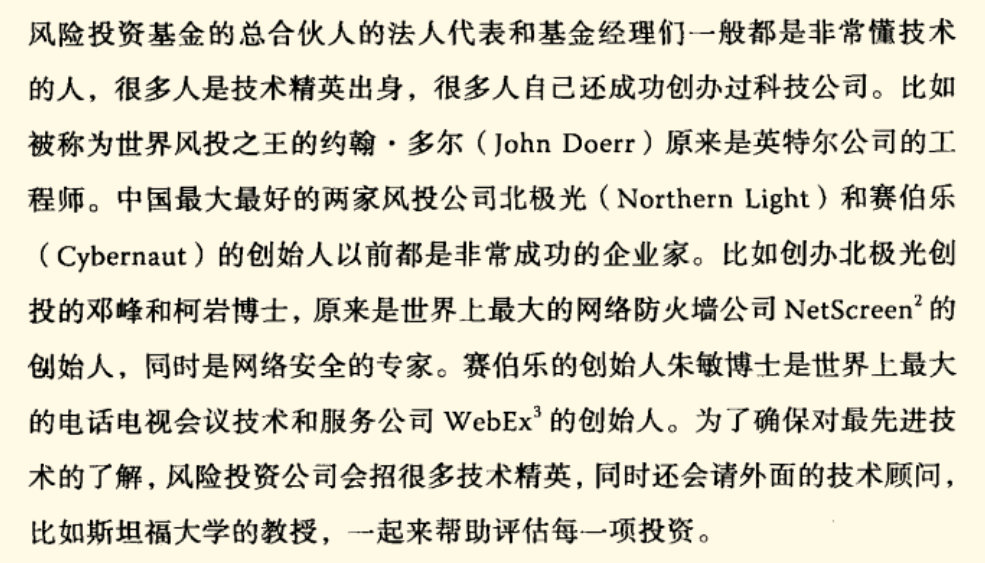 风险投资基金的总合伙人的法人代表和基金经理们一般都是非常懂技术
的人，很多人是技术精英出身，很多人自己还成功创办过科技公司。比如
被称为世界风投之王的约翰·多尔（John Doerr）原来是英特尔公司的工
程师。中国最大最好的两家风投公司北极光（Northern Light）和赛伯乐
（Cybernaut）的创始人以前都是非常成功的企业家。比如创办北极光创
投的邓峰和柯岩博士，原来是世界上最大的网络防火墙公司 NetScreen² 的
创始人，同时是网络安全的专家。赛伯乐的创始人朱敏博士是世界上最大
的电话电视会议技术和服务公司 WebEx³ 的创始人。为了确保对最先进技
术的了解，风险投资公司会招很多技术精英，同时还会请外面的技术顾问，
比如斯坦福大学的教授，一起来帮助评估每一项投资。